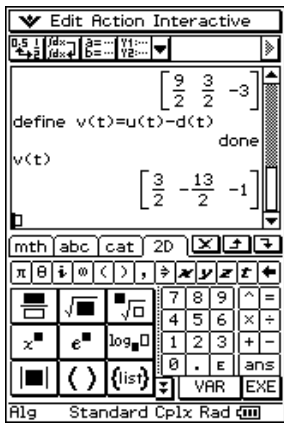 Edit Action Interactive
[9/2 3/2 -3]
define v(t)=u(t)-d(t)
done
v(t)
[3/2 -13/2 -1]
mth abc cat 2D
π θ i ∞ ( ) , ⇒ x y z t ←
7 8 9 ^ =
4 5 6 × ÷
x■ e■ log■□ 1 2 3 + -
0 . E ans
|■| ( ) {list} VAR EXE
Alg Standard Cplx Rad